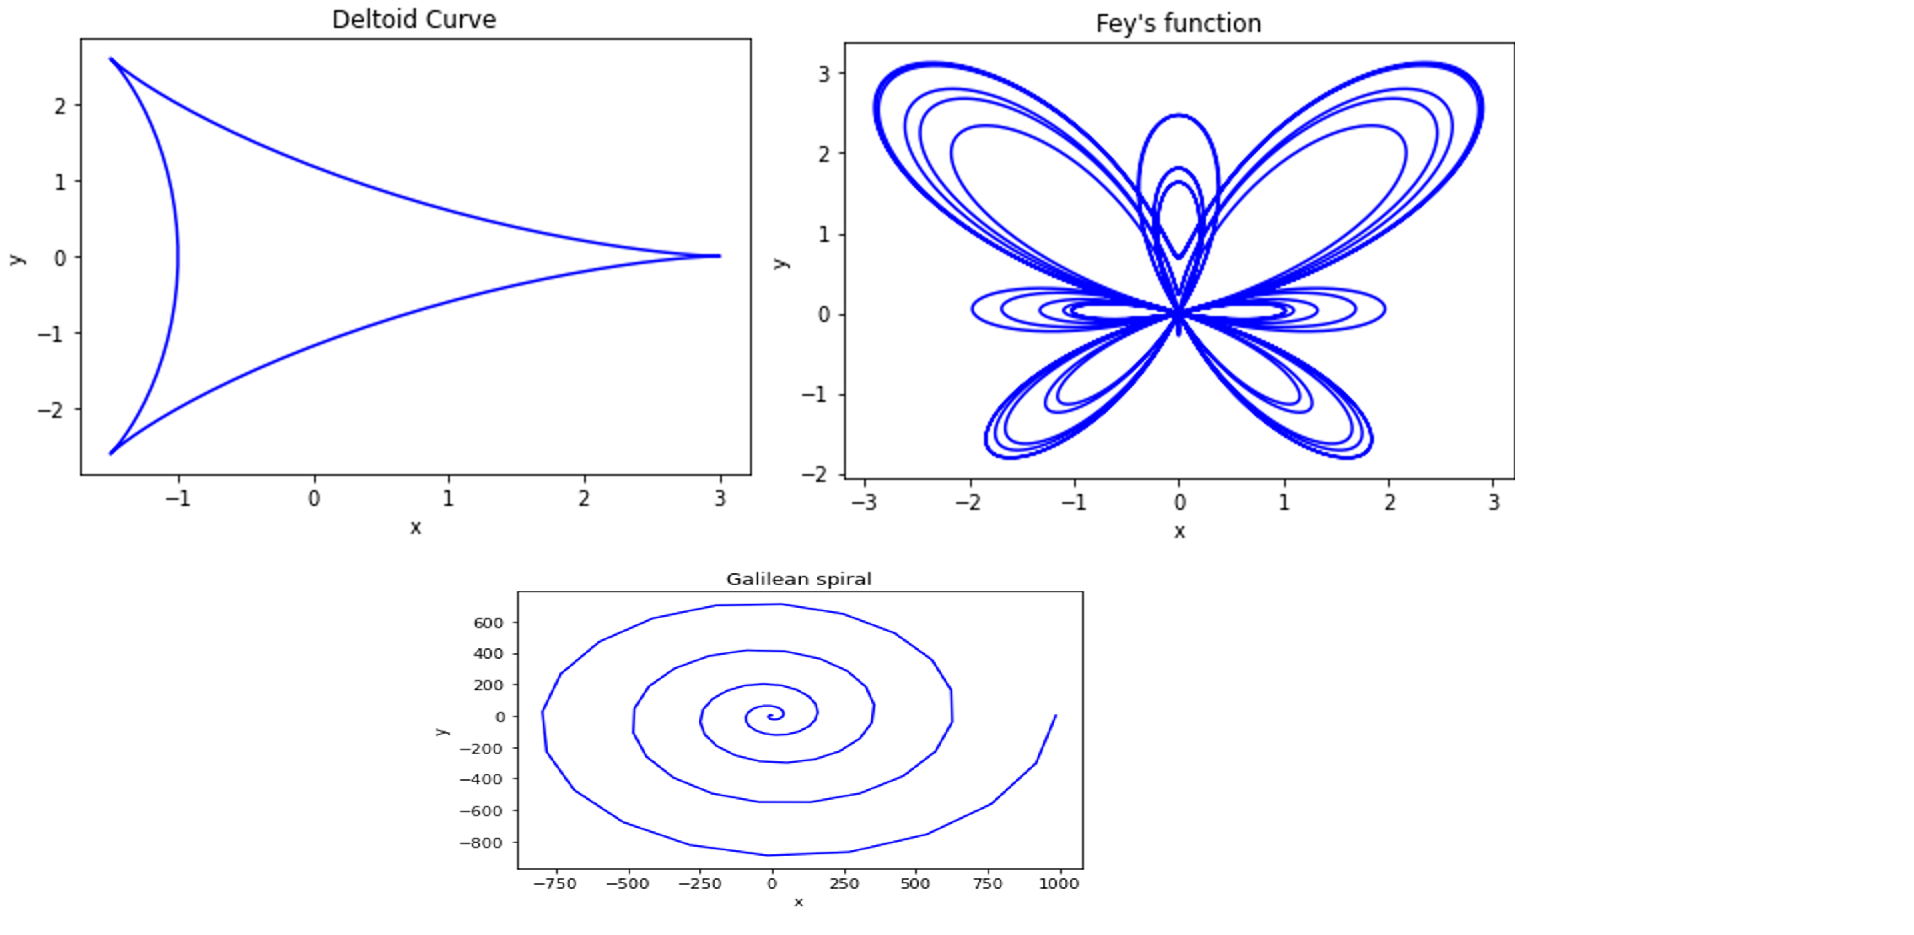 Deltoid Curve
2
1
0
−1
−2
y
−1 0 1 2 3
x
Fey's function
3
2
1
0
−1
−2
y
−3 −2 −1 0 1 2 3
x
Galilean spiral
600
400
200
0
−200
−400
−600
−800
y
−750 −500 −250 0 250 500 750 1000
x